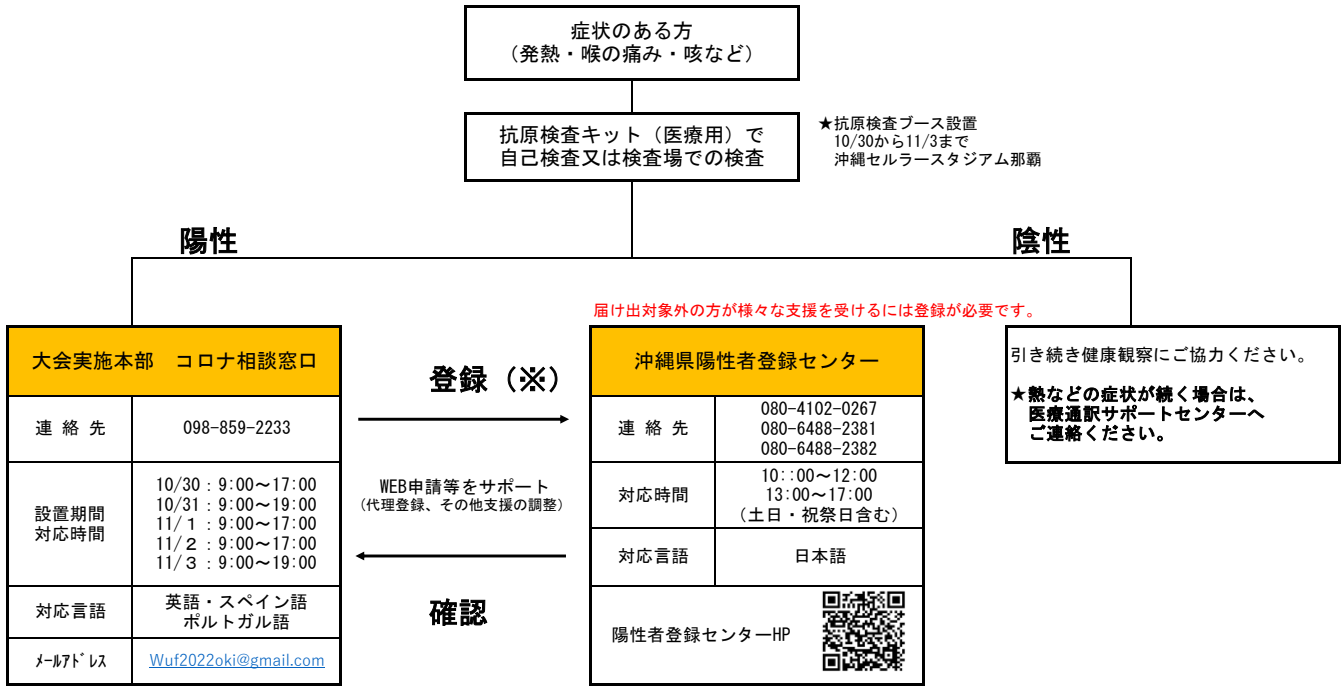 症状のある方
（発熱・喉の痛み・咳など）
抗原検査キット（医療用）で
自己検査又は検査場での検査
★抗原検査ブース設置
10/30から11/3まで
沖縄セルラースタジアム那覇
陽性
陰性
届け出対象外の方が様々な支援を受けるには登録が必要です。
大会実施本部　コロナ相談窓口
連 絡 先
098-859-2233
設置期間
対応時間
10/30：9:00～17:00
10/31：9:00～19:00
11/ 1 ：9:00～17:00
11/ 2 ：9:00～17:00
11/ 3 ：9:00～19:00
対応言語
英語・スペイン語
ポルトガル語
ﾒｰﾙｱﾄﾞﾚｽ
Wuf2022oki@gmail.com
登録（※）
WEB申請等をサポート
（代理登録、その他支援の調整）
確認
沖縄県陽性者登録センター
連 絡 先
080-4102-0267
080-6488-2381
080-6488-2382
対応時間
10：:00～12:00
13:00～17:00
（土日・祝祭日含む）
対応言語
日本語
陽性者登録センターHP
引き続き健康観察にご協力ください。
★熱などの症状が続く場合は、
医療通訳サポートセンターへ
ご連絡ください。